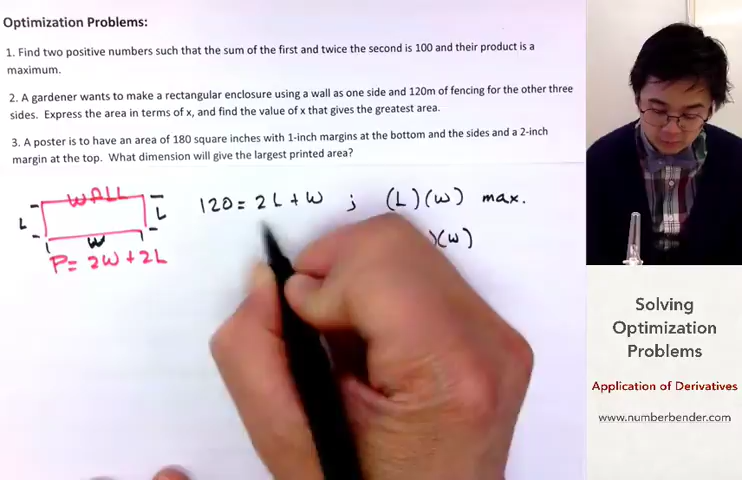 Optimization Problems:
1. Find two positive numbers such that the sum of the first and twice the second is 100 and their product is a
maximum.
2. A gardener wants to make a rectangular enclosure using a wall as one side and 120m of fencing for the other three
sides. Express the area in terms of x, and find the value of x that gives the greatest area.
3. A poster is to have an area of 180 square inches with 1-inch margins at the bottom and the sides and a 2-inch
margin at the top. What dimension will give the largest printed area?
WALL
L
L
W
P= 2W+2L
120= 2L+W ; (L)(W) max.
)(W)
Solving
Optimization
Problems
Application of Derivatives
www.numberbender.com